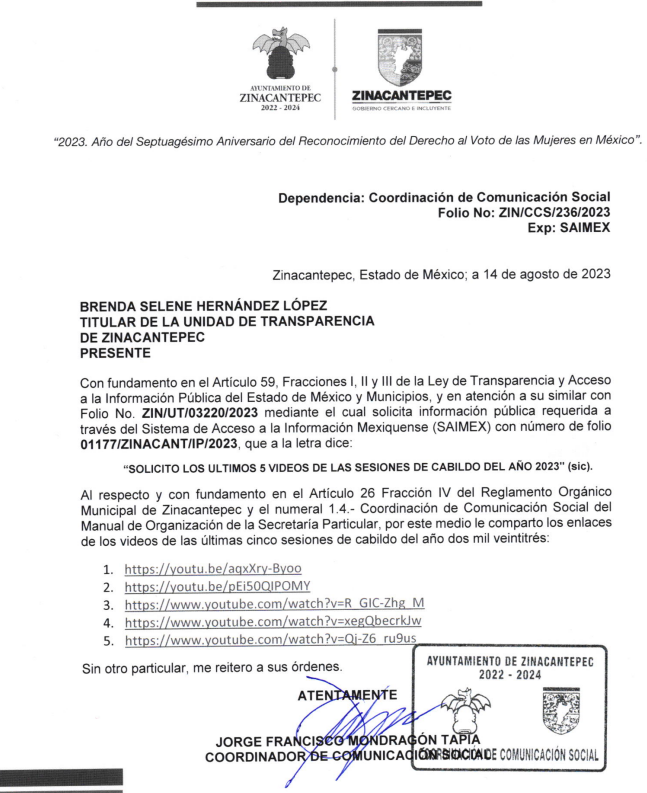 AYUNTAMIENTO DE
ZINACANTEPEC
2022 - 2024
ZINACANTEPEC
GOBIERNO CERCANO E INCLUYENTE
"2023. Año del Septuagésimo Aniversario del Reconocimiento del Derecho al Voto de las Mujeres en México".
Dependencia: Coordinación de Comunicación Social
Folio No: ZIN/CCS/236/2023
Exp: SAIMEX
Zinacantepec, Estado de México; a 14 de agosto de 2023
BRENDA SELENE HERNÁNDEZ LÓPEZ
TITULAR DE LA UNIDAD DE TRANSPARENCIA
DE ZINACANTEPEC
PRESENTE
Con fundamento en el Artículo 59, Fracciones I, II y III de la Ley de Transparencia y Acceso
a la Información Pública del Estado de México y Municipios, y en atención a su similar con
Folio No. ZIN/UT/03220/2023 mediante el cual solicita información pública requerida a
través del Sistema de Acceso a la Información Mexiquense (SAIMEX) con número de folio
01177/ZINACANT/IP/2023, que a la letra dice:
"SOLICITO LOS ULTIMOS 5 VIDEOS DE LAS SESIONES DE CABILDO DEL AÑO 2023" (sic).
Al respecto y con fundamento en el Artículo 26 Fracción IV del Reglamento Orgánico
Municipal de Zinacantepec y el numeral 1.4.- Coordinación de Comunicación Social del
Manual de Organización de la Secretaría Particular, por este medio le comparto los enlaces
de los videos de las últimas cinco sesiones de cabildo del año dos mil veintitrés:
1. https://youtu.be/aqxXry-Byoo
2. https://youtu.be/pEi50QIPOMY
3. https://www.youtube.com/watch?v=R_GIC-Zhg_M
4. https://www.youtube.com/watch?v=xegQbecrkJw
5. https://www.youtube.com/watch?v=Qj-Z6_ru9us
Sin otro particular, me reitero a sus órdenes.
AYUNTAMIENTO DE ZINACANTEPEC
2022 - 2024
ATENTAMENTE
JORGE FRANCISCO MONDRAGÓN TAPIA
COORDINADOR DE COMUNICACIÓN SOCIAL
COORDINACIÓN DE COMUNICACIÓN SOCIAL